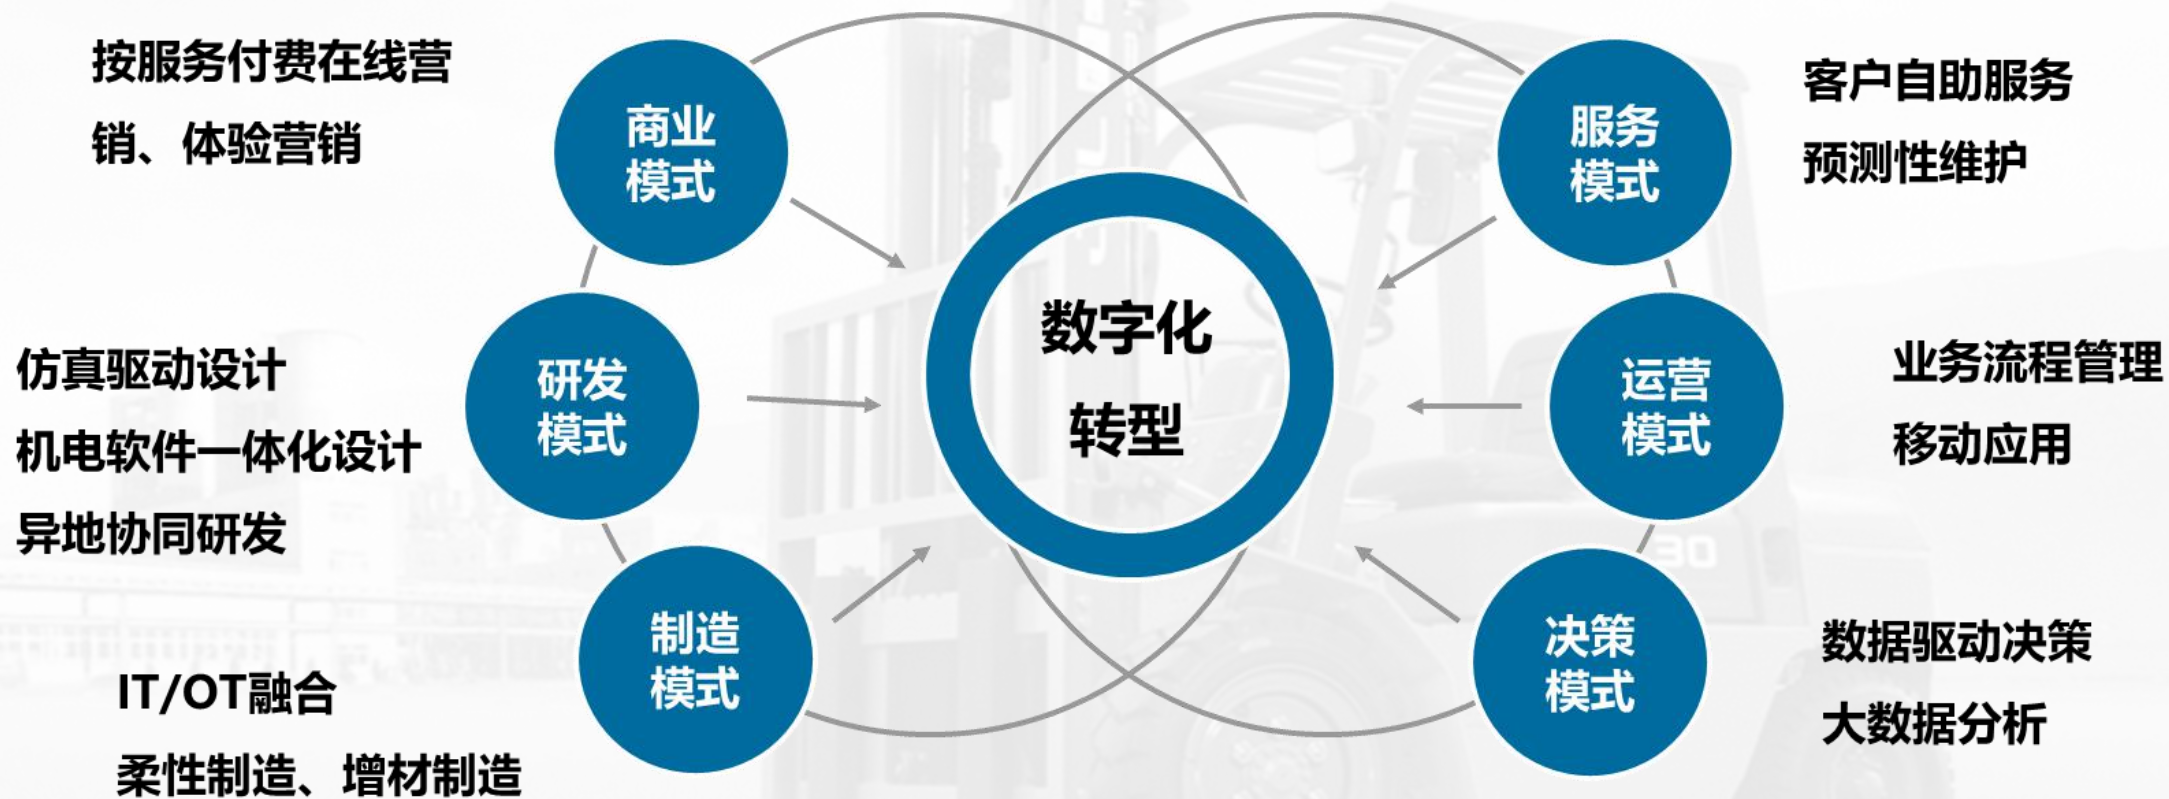 按服务付费在线营
销、体验营销
商业
模式
服务
模式
客户自助服务
预测性维护
仿真驱动设计
机电软件一体化设计
异地协同研发
研发
模式
数字化
转型
运营
模式
业务流程管理
移动应用
30
IT/OT融合
柔性制造、增材制造
制造
模式
决策
模式
数据驱动决策
大数据分析